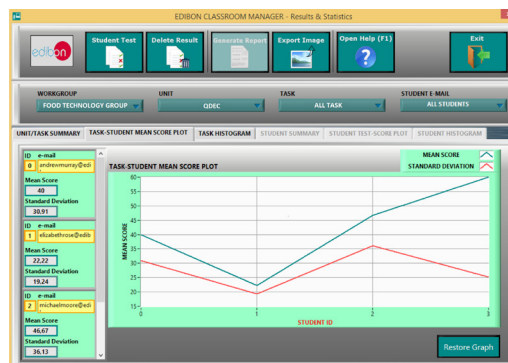 EDIBON CLASSROOM MANAGER - Results & Statistics
edibon
Student Test
Delete Result
Generate Report
Export Image
Open Help (F1)
Exit
WORKGROUP
UNIT
TASK
STUDENT E-MAIL
FOOD TECHNOLOGY GROUP
QDEC
ALL TASK
ALL STUDENTS
UNIT/TASK SUMMARY
TASK-STUDENT MEAN SCORE PLOT
TASK HISTOGRAM
STUDENT SUMMARY
STUDENT TEST-SCORE PLOT
STUDENT HISTOGRAM
ID e-mail
0 andrewmurray@edi
Mean Score
40
Standard Deviation
30,91
ID e-mail
1 elizabethrose@edib
Mean Score
22,22
Standard Deviation
19,24
ID e-mail
2 michaelmoore@edi
Mean Score
46,67
Standard Deviation
36,13
TASK-STUDENT MEAN SCORE PLOT
MEAN SCORE
STANDARD DEVIATION
MEAN SCORE
60
55
50
45
40
35
30
25
20
15
0
1
2
3
STUDENT ID
Restore Graph